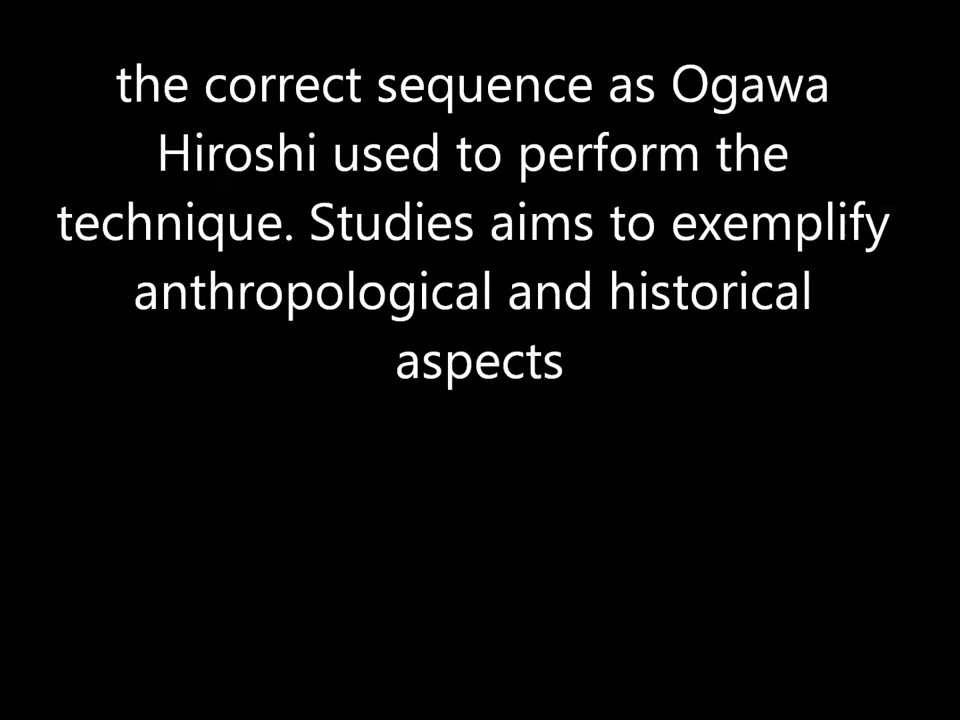 the correct sequence as Ogawa
Hiroshi used to perform the
technique. Studies aims to exemplify
anthropological and historical
aspects